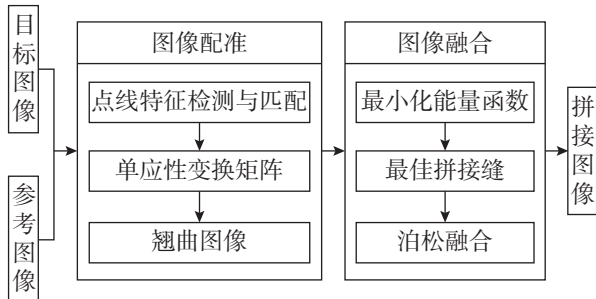 目标图像
参考图像
图像配准
点线特征检测与匹配
单应性变换矩阵
翘曲图像
图像融合
最小化能量函数
最佳拼接缝
泊松融合
拼接图像